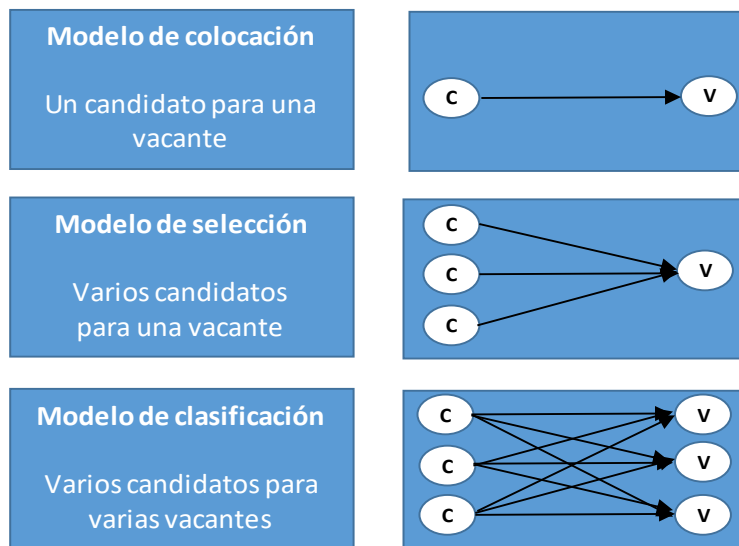 Modelo de colocación
Un candidato para una
vacante
C
V
Modelo de selección
Varios candidatos
para una vacante
C
C
V
C
Modelo de clasificación
Varios candidatos para
varias vacantes
C
V
C
V
C
V